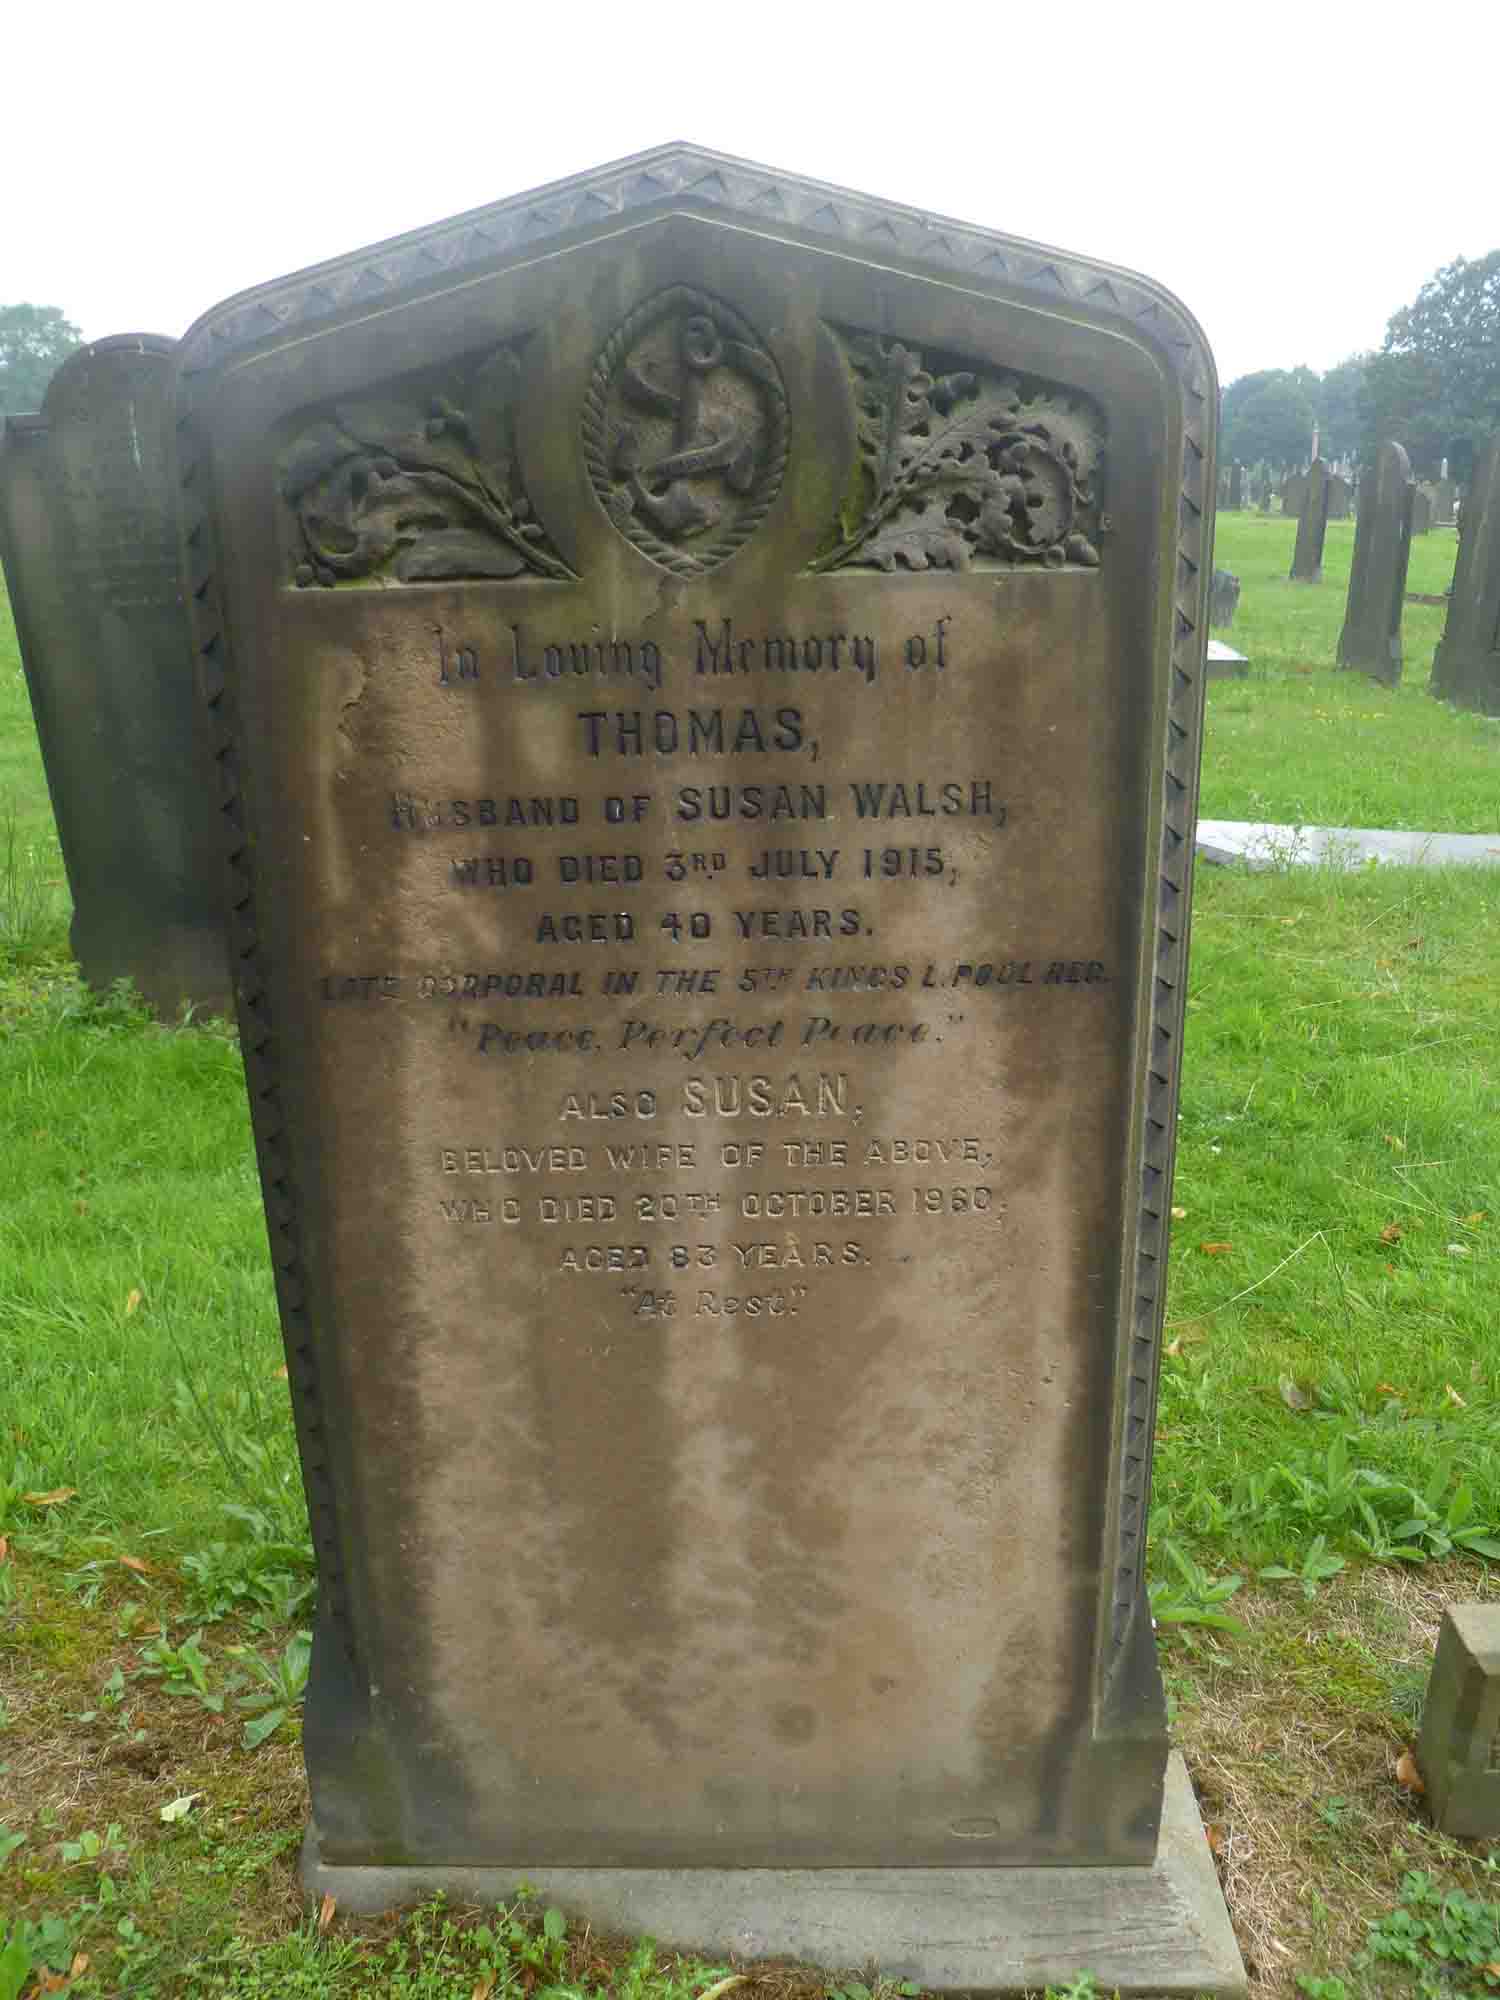 In Loving Memory of
THOMAS,
HUSBAND OF SUSAN WALSH,
WHO DIED 3RD JULY 1915,
AGED 40 YEARS.
LATE CORPORAL IN THE 5TH KINGS L.POOL REG.
"Peace, Perfect Peace."
ALSO SUSAN,
BELOVED WIFE OF THE ABOVE,
WHO DIED 20TH OCTOBER 1960,
AGED 83 YEARS.
"At Rest."